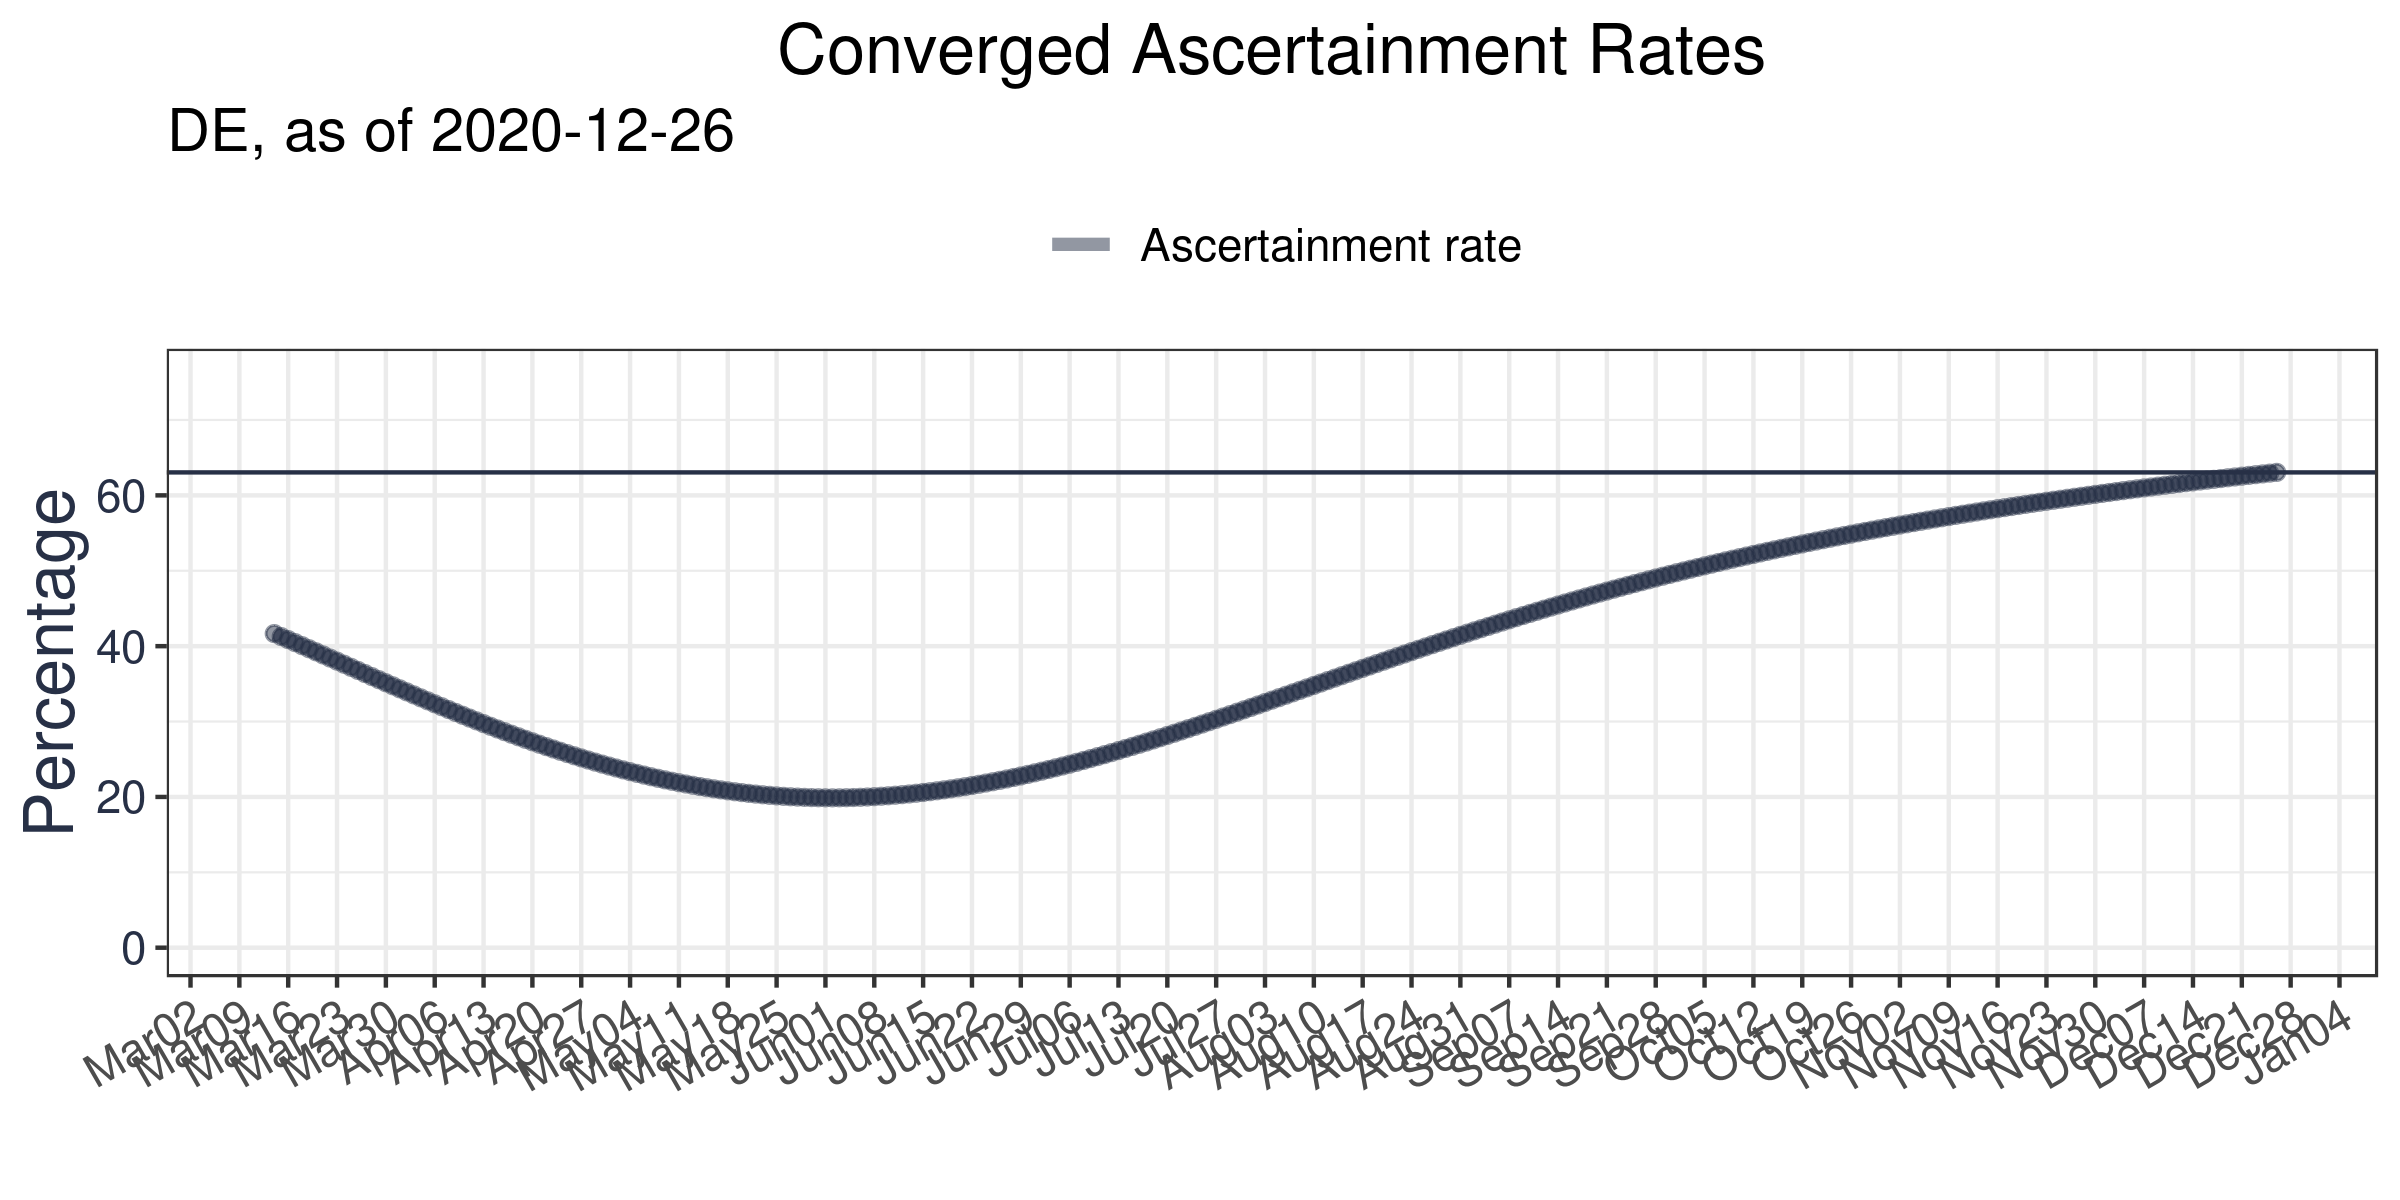 Converged Ascertainment Rates
DE, as of 2020-12-26
Ascertainment rate
Percentage
60
40
20
0
Mar02
Mar09
Mar16
Mar23
Mar30
Apr06
Apr13
Apr20
Apr27
May04
May11
May18
May25
Jun01
Jun08
Jun15
Jun22
Jun29
Jul06
Jul13
Jul20
Jul27
Aug03
Aug10
Aug17
Aug24
Aug31
Sep07
Sep14
Sep21
Sep28
Oct05
Oct12
Oct19
Oct26
Nov02
Nov09
Nov16
Nov23
Nov30
Dec07
Dec14
Dec21
Dec28
Jan04